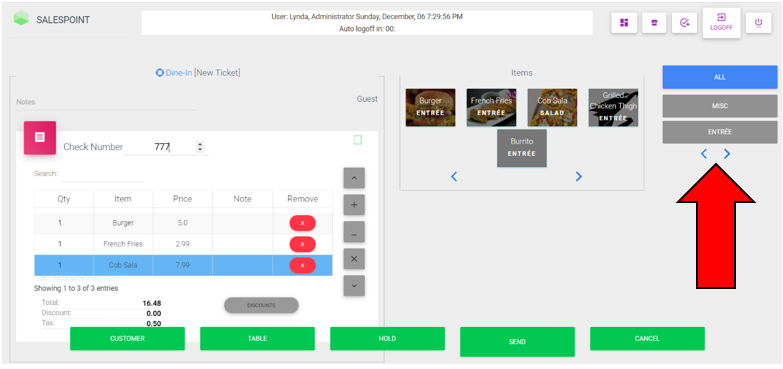 SALESPOINT
User: Lynda, Administrator Sunday, December, 06 7:29:56 PM
Auto logoff in: 00:
LOGOFF
Dine-In [New Ticket]
Notes
Guest
Check Number 777
Search:
Qty Item Price Note Remove
1 Burger 5.0 x
1 French Fries 2.99 x
1 Cob Sala 7.99 x
Showing 1 to 3 of 3 entries
Total: 16.48
Discount: 0.00
Tax: 0.50
DISCOUNTS
Items
Burger
ENTRÉE
French Fries
ENTRÉE
Cob Sala
SALAD
Grilled
Chicken Thigh
ENTRÉE
Burrito
ENTRÉE
ALL
MISC
ENTRÉE
CUSTOMER
TABLE
HOLD
SEND
CANCEL